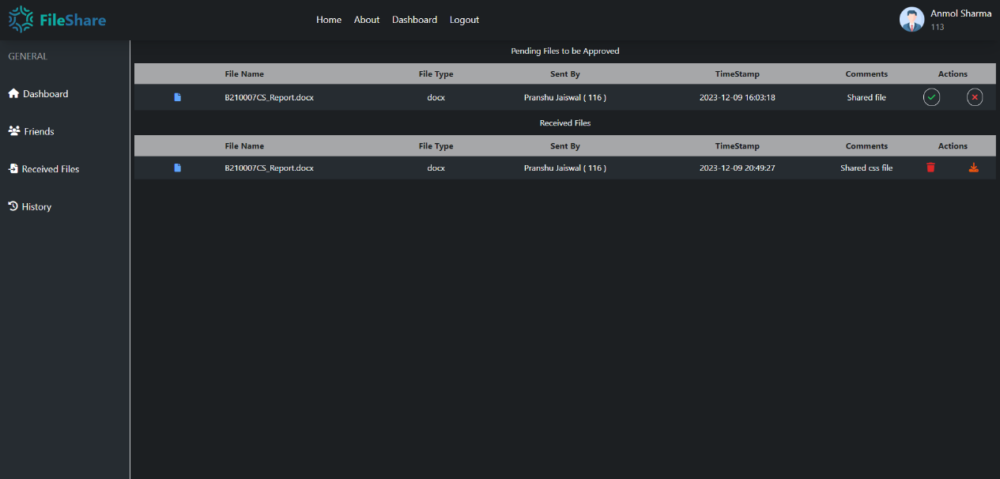 FileShare
Home About Dashboard Logout
Anmol Sharma
113
GENERAL
Dashboard
Friends
Received Files
History
Pending Files to be Approved
File Name File Type Sent By TimeStamp Comments Actions
B210007CS_Report.docx docx Pranshu Jaiswal ( 116 ) 2023-12-09 16:03:18 Shared file
Received Files
File Name File Type Sent By TimeStamp Comments Actions
B210007CS_Report.docx docx Pranshu Jaiswal ( 116 ) 2023-12-09 20:49:27 Shared css file